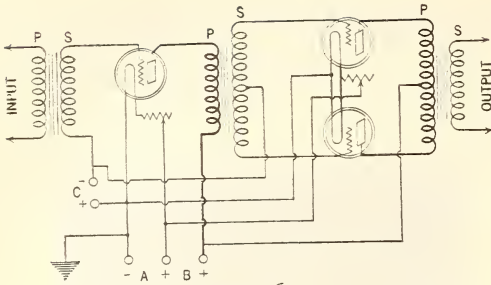 P S P S P S
INPUT
OUTPUT
-
C
+
- A + B +